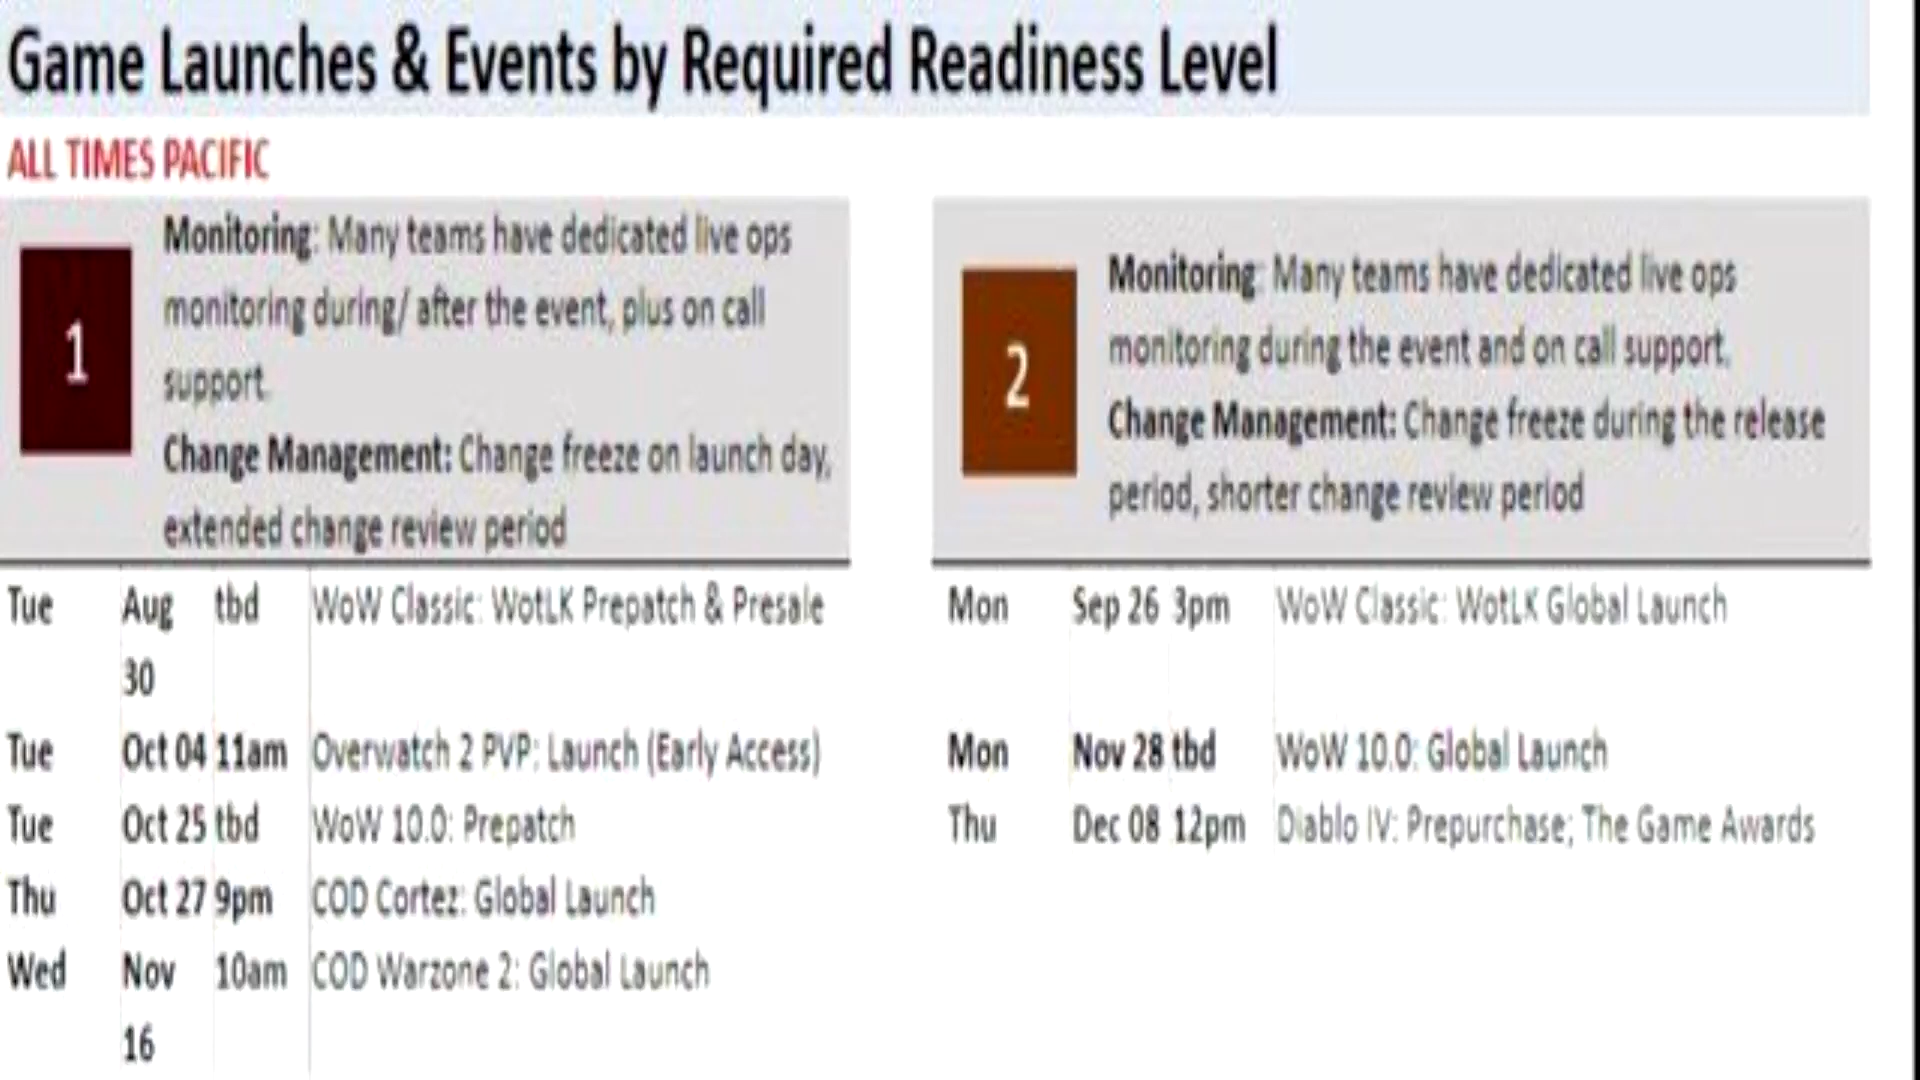 Game Launches & Events by Required Readiness Level
ALL TIMES PACIFIC
1
Monitoring: Many teams have dedicated live ops
monitoring during/ after the event, plus on call
support.
Change Management: Change freeze on launch day,
extended change review period
Tue Aug 30 tbd WoW Classic: WotLK Prepatch & Presale
Tue Oct 04 11am Overwatch 2 PVP: Launch (Early Access)
Tue Oct 25 tbd WoW 10.0: Prepatch
Thu Oct 27 9pm COD Cortez: Global Launch
Wed Nov 16 10am COD Warzone 2: Global Launch
2
Monitoring: Many teams have dedicated live ops
monitoring during the event and on call support.
Change Management: Change freeze during the release
period, shorter change review period
Mon Sep 26 3pm WoW Classic: WotLK Global Launch
Mon Nov 28 tbd WoW 10.0: Global Launch
Thu Dec 08 12pm Diablo IV: Prepurchase; The Game Awards